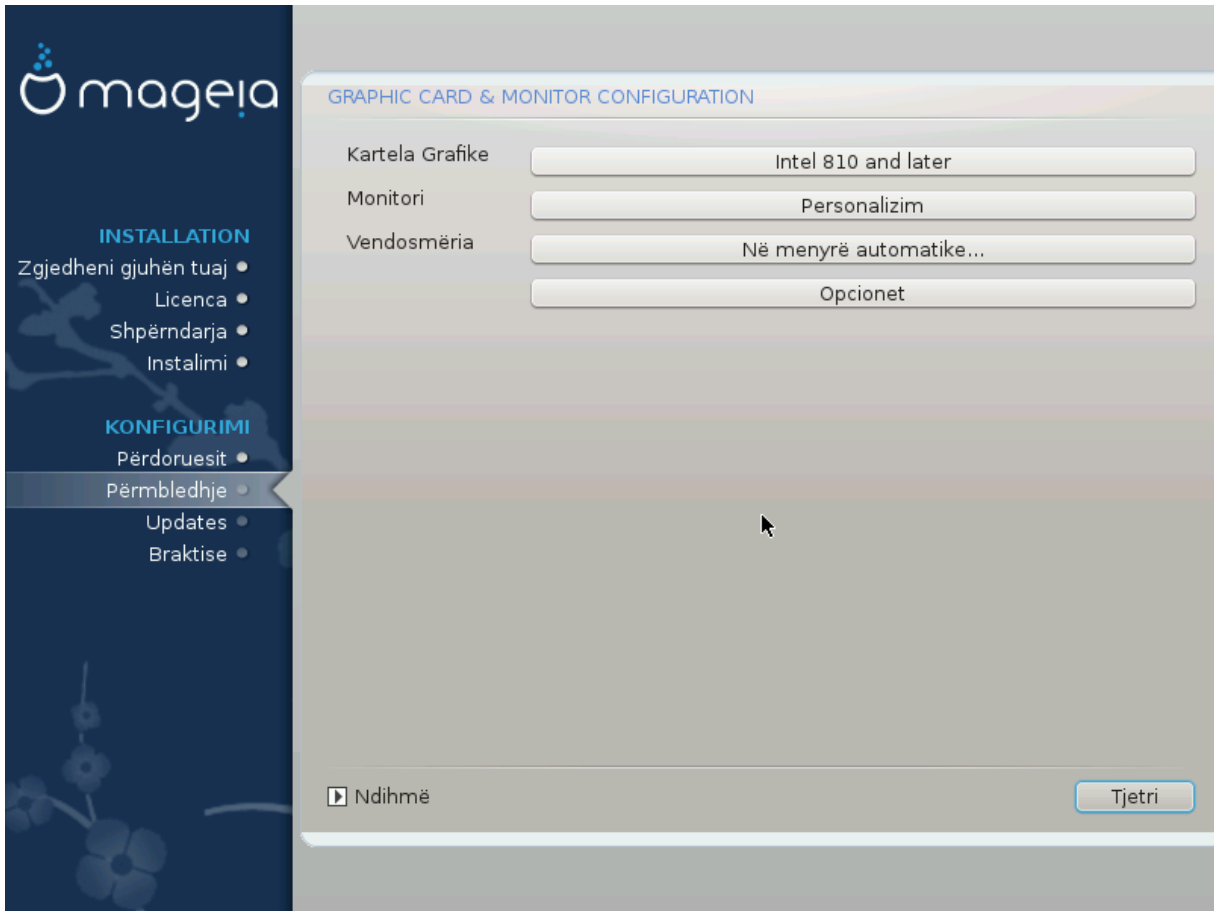 mageia
INSTALLATION
Zgjedheni gjuhën tuaj
Licenca
Shpërndarja
Instalimi
KONFIGURIMI
Përdoruesit
Përmbledhje
Updates
Braktise
GRAPHIC CARD & MONITOR CONFIGURATION
Kartela Grafike
Intel 810 and later
Monitori
Personalizim
Vendosmëria
Në menyrë automatike...
Opcionet
Ndihmë
Tjetri